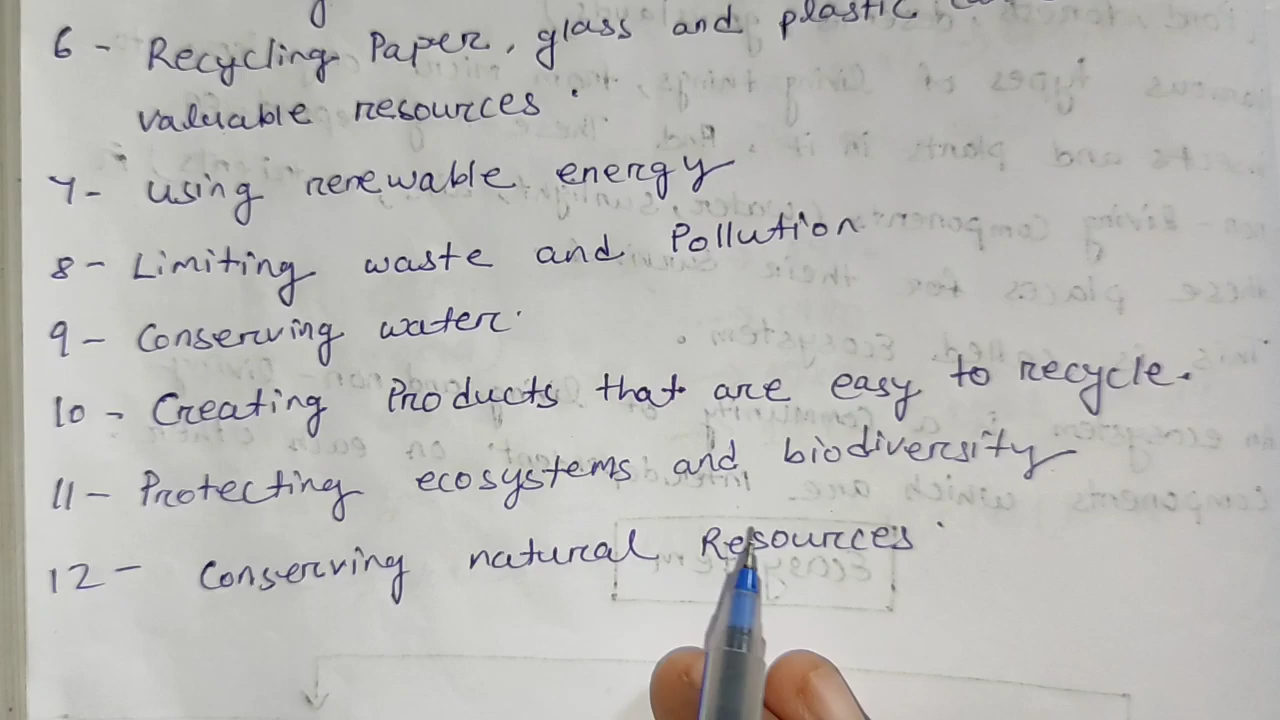 6 - Recycling Paper, glass and plastic
valuable resources.
7- using renewable energy
8- Limiting waste and Pollution
9- Conserving water.
10 - Creating Products that are easy to recycle.
11- Protecting ecosystems and biodiversity
12- Conserving natural Resources.